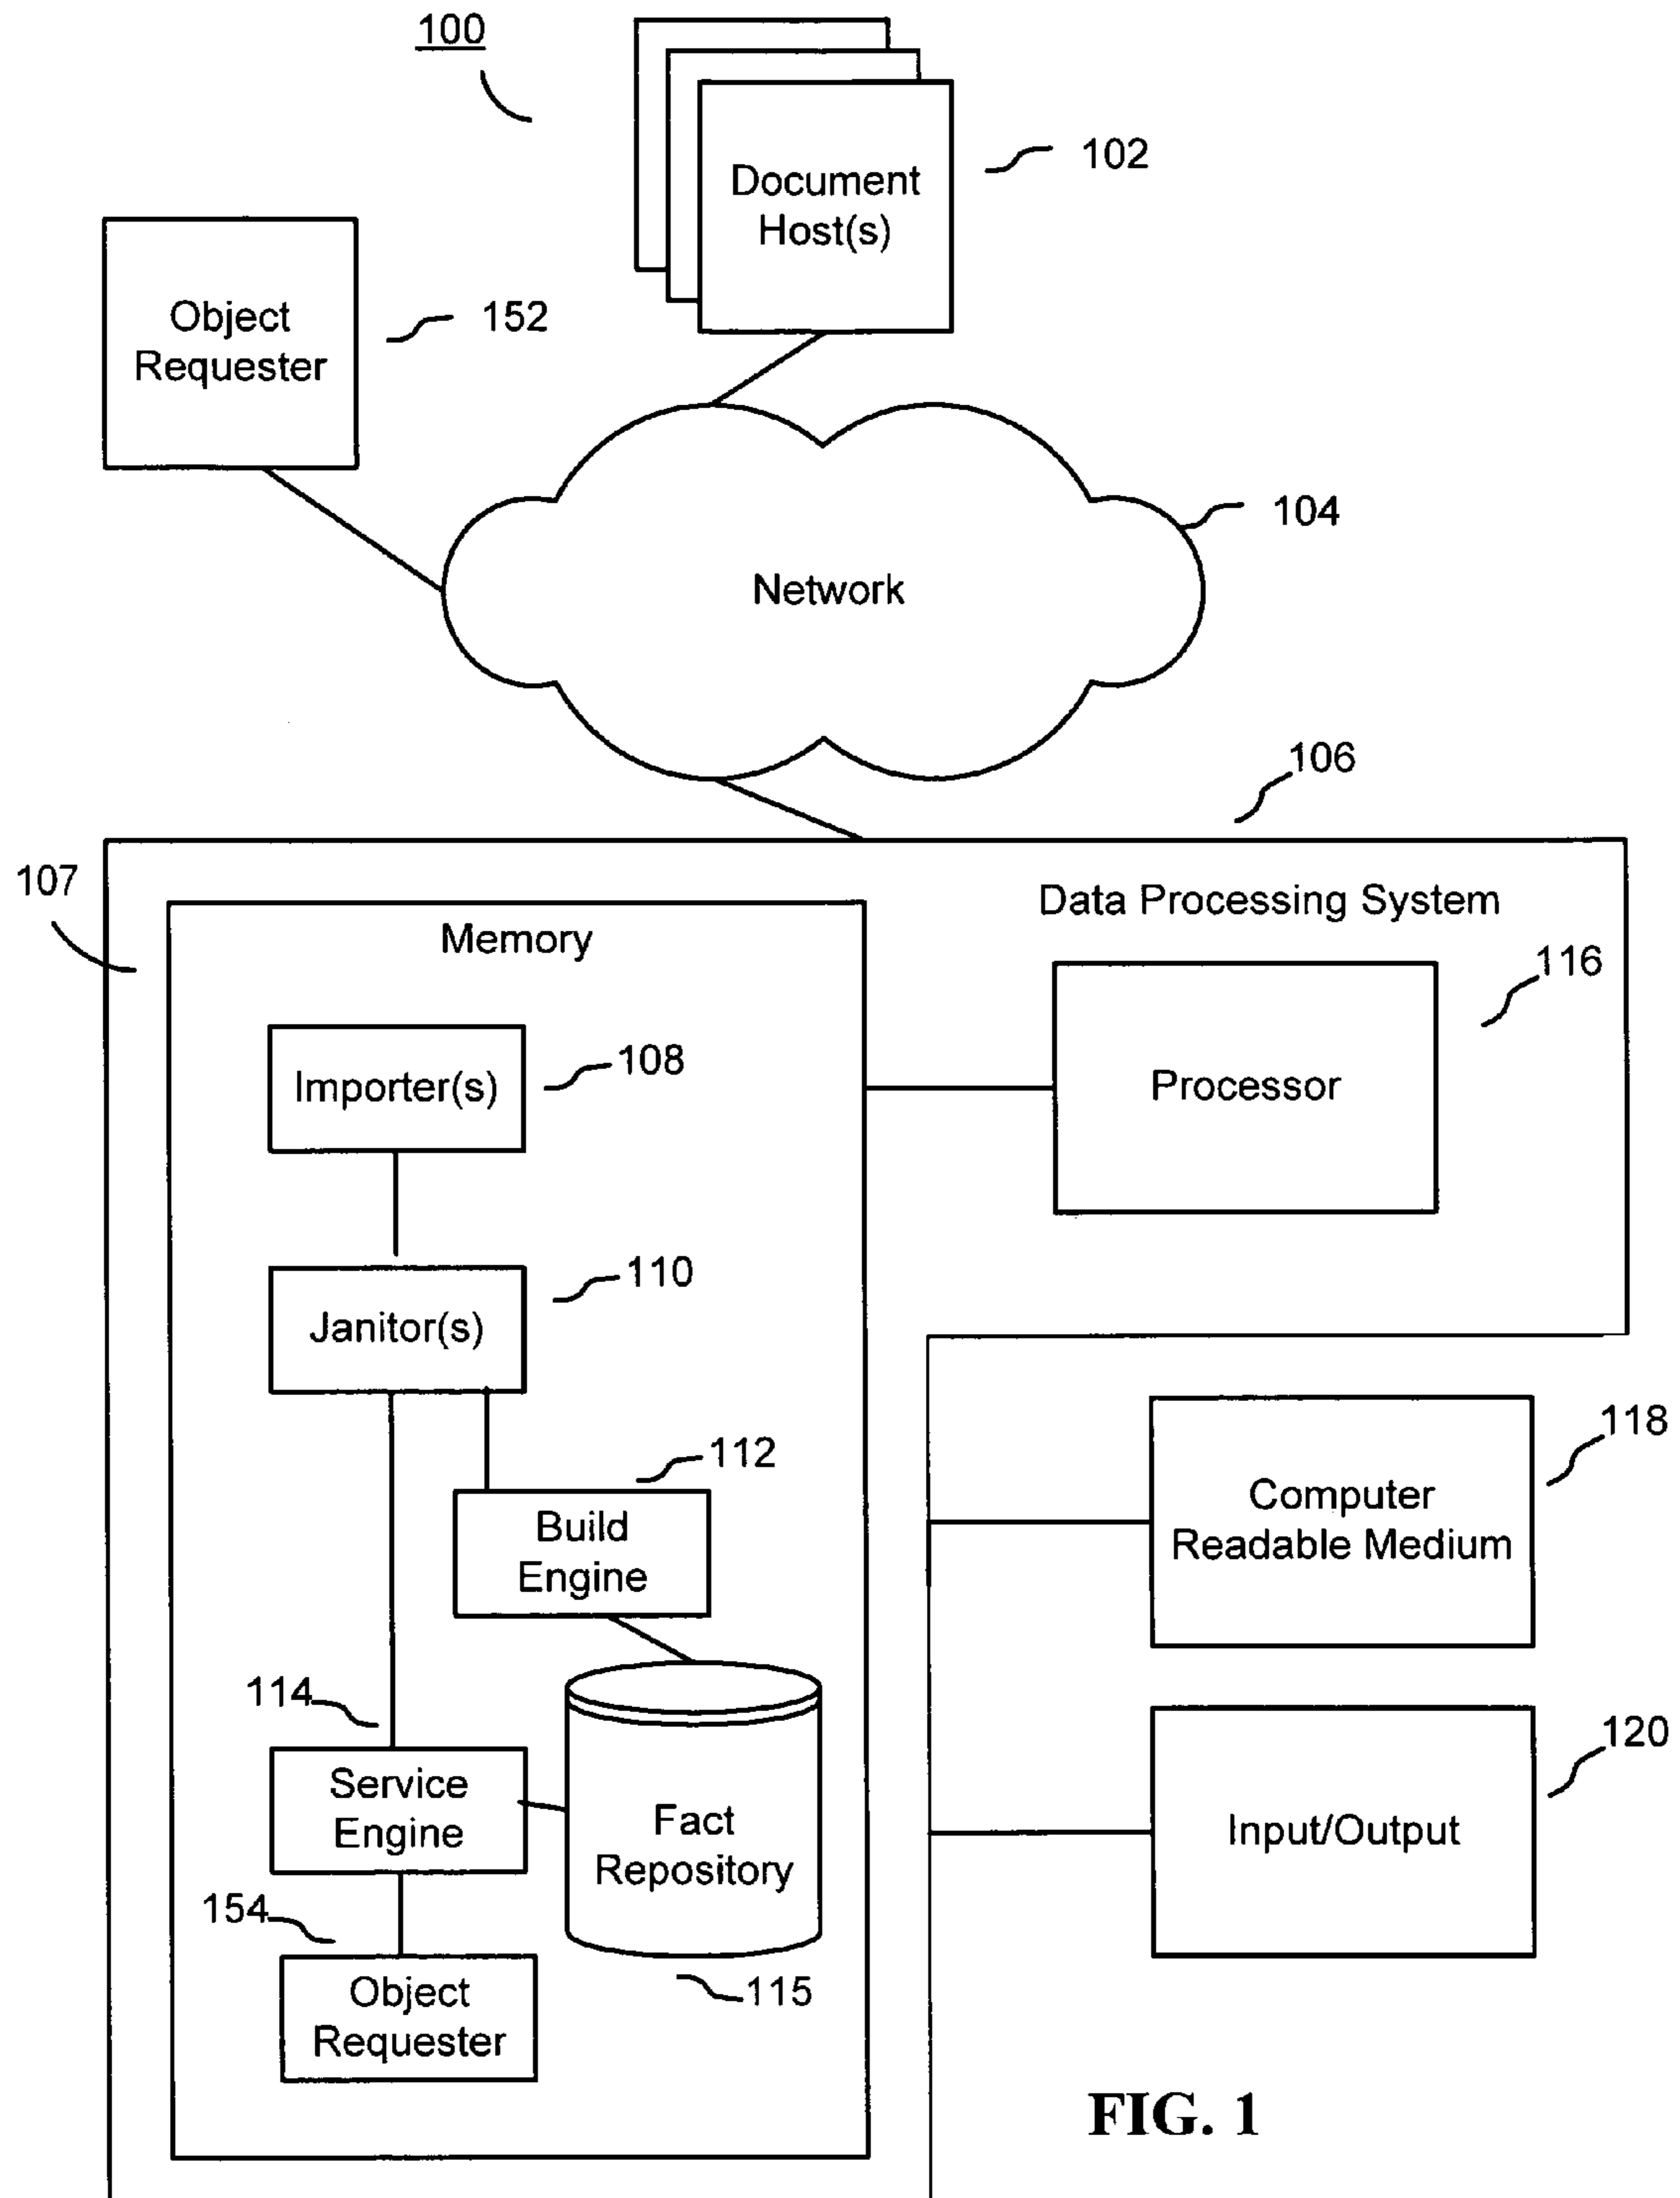 100
Document
Host(s)
102
Object
Requester
152
104
Network
106
107
Data Processing System
Memory
116
Processor
Importer(s)
108
110
Janitor(s)
112
Build
Engine
118
Computer
Readable Medium
114
Service
Engine
Fact
Repository
120
Input/Output
154
115
Object
Requester
FIG. 1